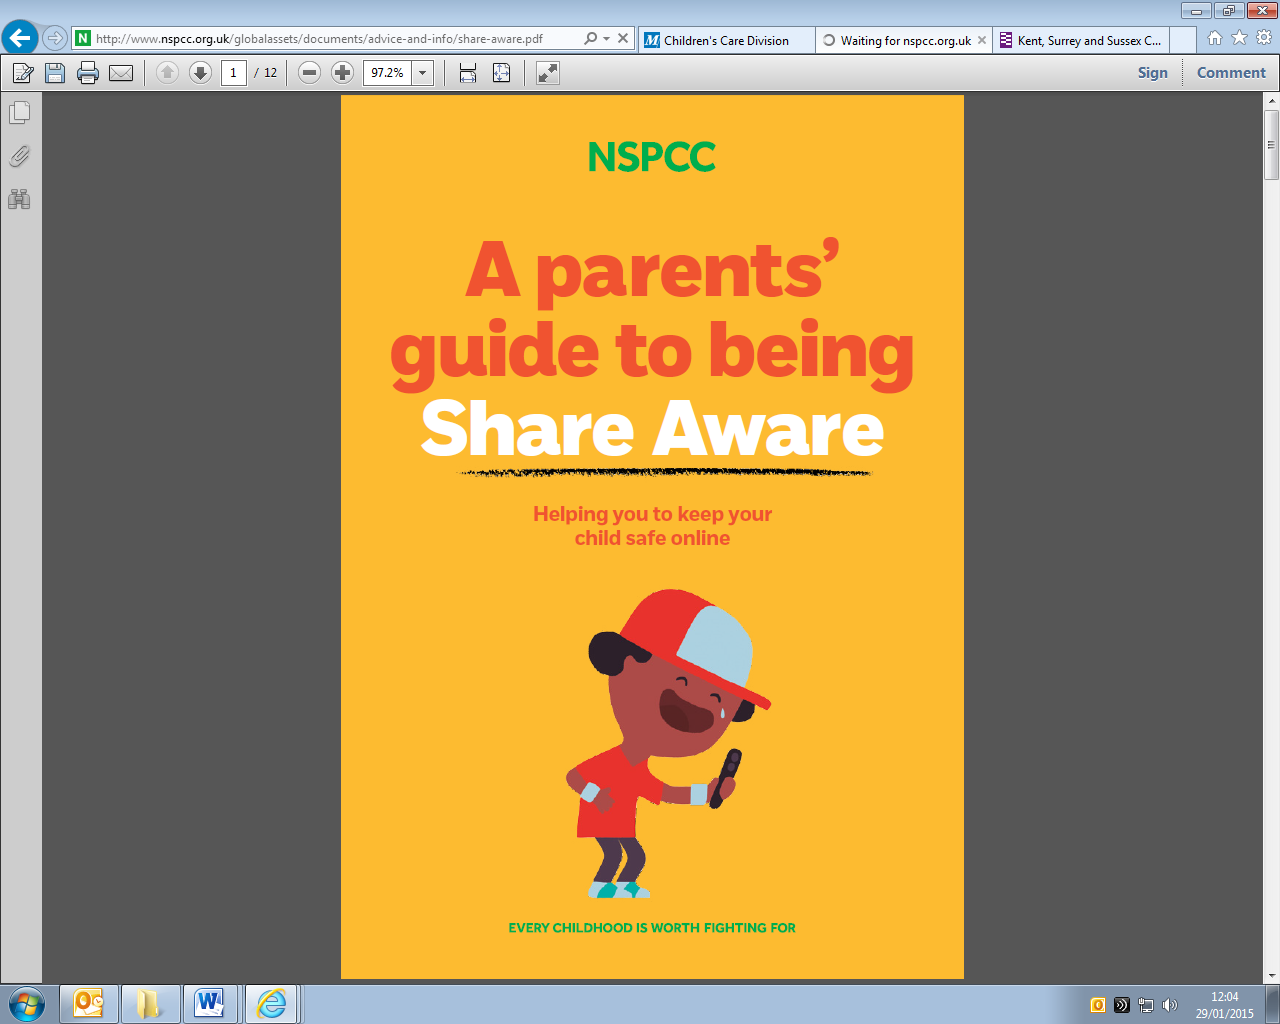 http://www.nspcc.org.uk/globalassets/documents/advice-and-info/share-aware.pdf
Children's Care Division
Waiting for nspcc.org.uk
Kent, Surrey and Sussex C...
1 / 12
97.2%
Sign
Comment
NSPCC
A parents’
guide to being
Share Aware
Helping you to keep your
child safe online
EVERY CHILDHOOD IS WORTH FIGHTING FOR
12:04
29/01/2015